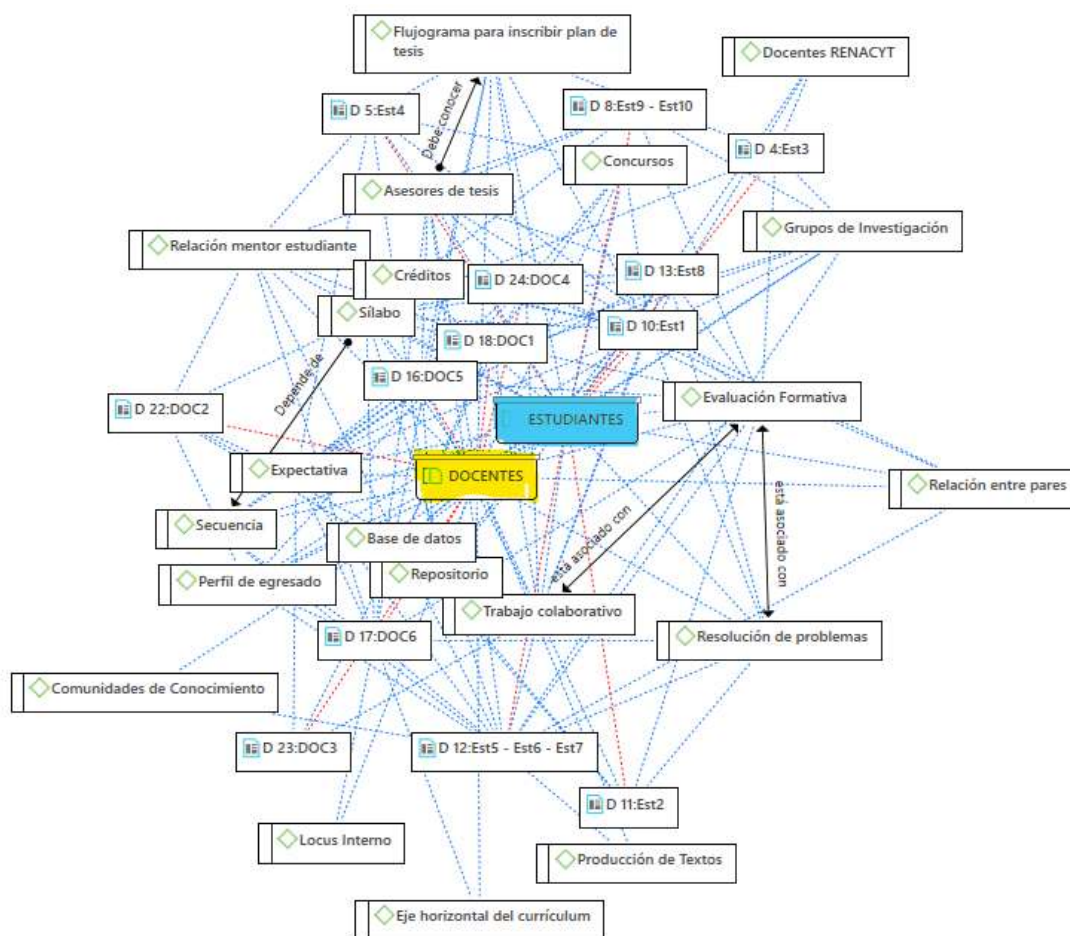 Flujograma para inscribir plan de
tesis
Docentes RENACYT
D 5:Est4
D 8:Est9 - Est10
Debe conocer
D 4:Est3
Concursos
Asesores de tesis
Grupos de Investigación
Relación mentor estudiante
Créditos
D 24:DOC4
D 13:Est8
Sílabo
D 10:Est1
D 18:DOC1
D 16:DOC5
Depende de
D 22:DOC2
Evaluación Formativa
ESTUDIANTES
Expectativa
DOCENTES
Relación entre pares
Secuencia
está asociado con
está asociado con
Base de datos
Perfil de egresado
Repositorio
Trabajo colaborativo
D 17:DOC6
Resolución de problemas
Comunidades de Conocimiento
D 23:DOC3
D 12:Est5 - Est6 - Est7
D 11:Est2
Locus Interno
Producción de Textos
Eje horizontal del currículum